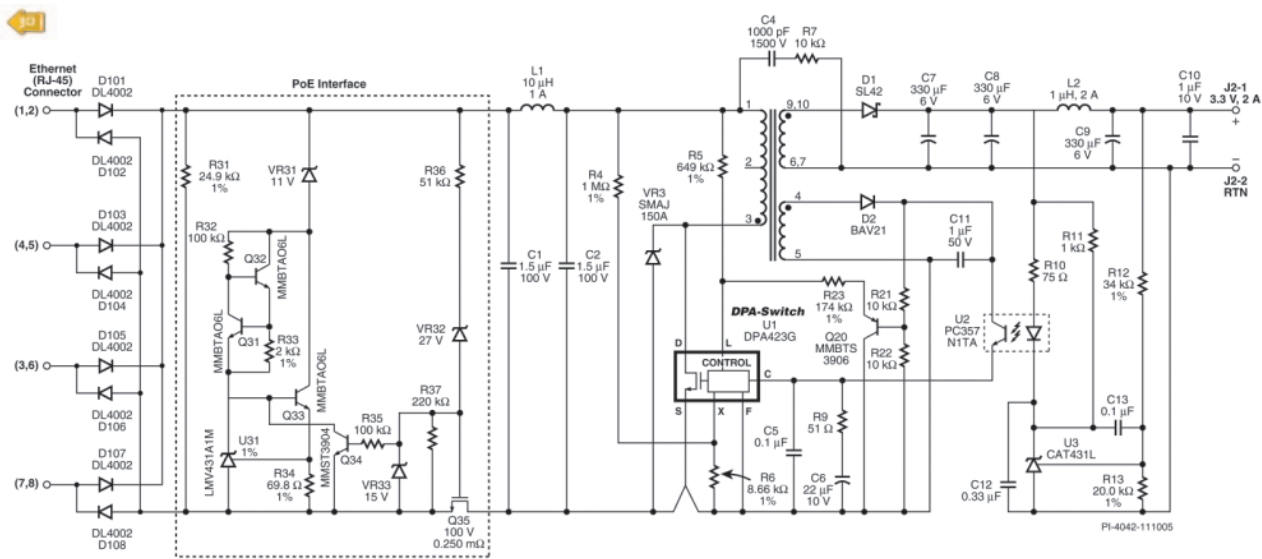 Ethernet
(RJ-45)
Connector
(1,2)
(4,5)
(3,6)
(7,8)
D101
DL4002
DL4002
D102
D103
DL4002
DL4002
D104
D105
DL4002
DL4002
D106
D107
DL4002
DL4002
D108
PoE Interface
R31
24.9 kΩ
1%
VR31
11 V
R32
100 kΩ
Q32
MMBTAO6L
MMBTAO6L
Q31
R33
2 kΩ
1%
MMBTAO6L
Q33
U31
1%
LMV431A1M
R34
69.8 Ω
1%
MMST3904
Q34
R35
100 kΩ
VR33
15 V
R36
51 kΩ
VR32
27 V
R37
220 kΩ
Q35
100 V
0.250 mΩ
L1
10 μH
1 A
C1
1.5 μF
100 V
C2
1.5 μF
100 V
R4
1 MΩ
1%
VR3
SMAJ
150A
R5
649 kΩ
1%
C4
1000 pF
1500 V
R7
10 kΩ
1
2
3
9,10
6,7
4
5
D1
SL42
C7
330 μF
6 V
C8
330 μF
6 V
L2
1 μH, 2 A
C9
330 μF
6 V
C10
1 μF
10 V
J2-1
3.3 V, 2 A
+
–
J2-2
RTN
D2
BAV21
C11
1 μF
50 V
R23
174 kΩ
1%
R21
10 kΩ
R22
10 kΩ
Q20
MMBTS
3906
DPA-Switch
U1
DPA423G
D
L
CONTROL
C
S
X
F
R6
8.66 kΩ
1%
C5
0.1 μF
R9
51 Ω
C6
22 μF
10 V
U2
PC357
N1TA
R10
75 Ω
R11
1 kΩ
R12
34 kΩ
1%
C13
0.1 μF
U3
CAT431L
C12
0.33 μF
R13
20.0 kΩ
1%
PI-4042-111005